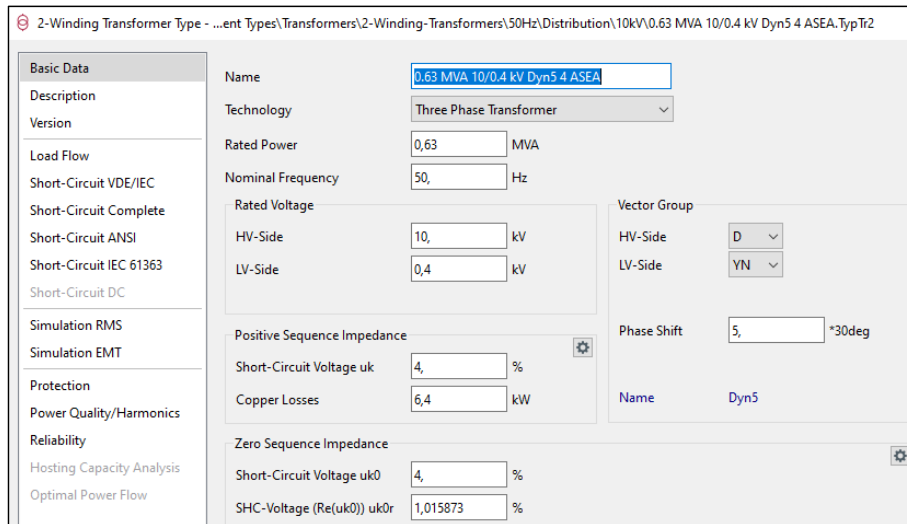 2-Winding Transformer Type - ...ent Types\Transformers\2-Winding-Transformers\50Hz\Distribution\10kV\0.63 MVA 10/0.4 kV Dyn5 4 ASEA.TypTr2
Basic Data
Description
Version
Load Flow
Short-Circuit VDE/IEC
Short-Circuit Complete
Short-Circuit ANSI
Short-Circuit IEC 61363
Short-Circuit DC
Simulation RMS
Simulation EMT
Protection
Power Quality/Harmonics
Reliability
Hosting Capacity Analysis
Optimal Power Flow
Name 0.63 MVA 10/0.4 kV Dyn5 4 ASEA
Technology Three Phase Transformer
Rated Power 0,63 MVA
Nominal Frequency 50, Hz
Rated Voltage
HV-Side 10, kV
LV-Side 0,4 kV
Vector Group
HV-Side D
LV-Side YN
Phase Shift 5, *30deg
Name Dyn5
Positive Sequence Impedance
Short-Circuit Voltage uk 4, %
Copper Losses 6,4 kW
Zero Sequence Impedance
Short-Circuit Voltage uk0 4, %
SHC-Voltage (Re(uk0)) uk0r 1,015873 %